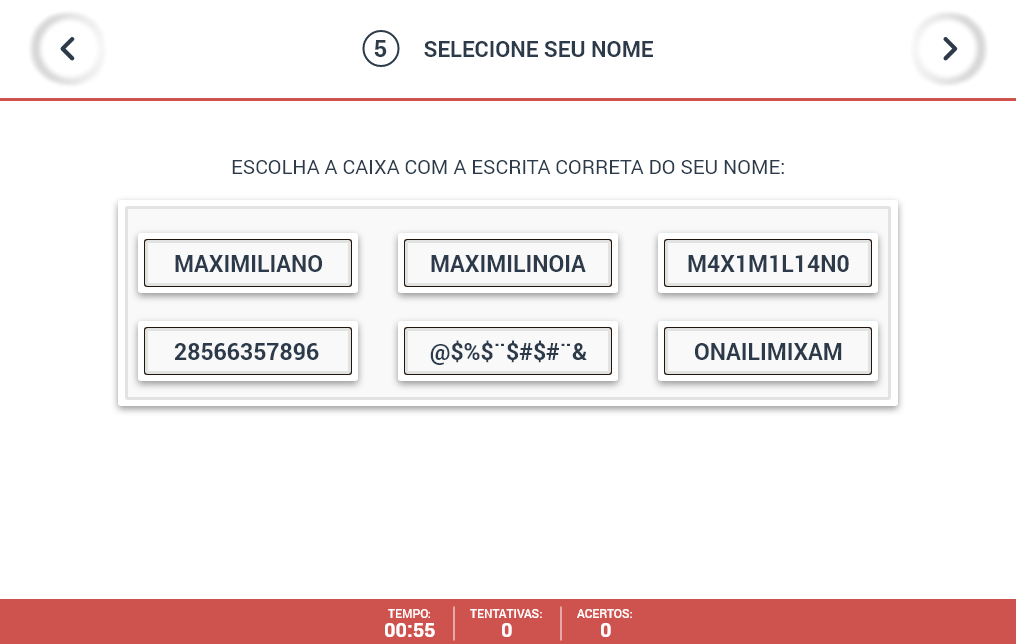 5 SELECIONE SEU NOME
ESCOLHA A CAIXA COM A ESCRITA CORRETA DO SEU NOME:
MAXIMILIANO MAXIMILINOIA M4X1M1L14N0
28566357896 @$%$¨$#$#¨& ONAILIMIXAM
TEMPO: TENTATIVAS: ACERTOS:
00:55 0 0